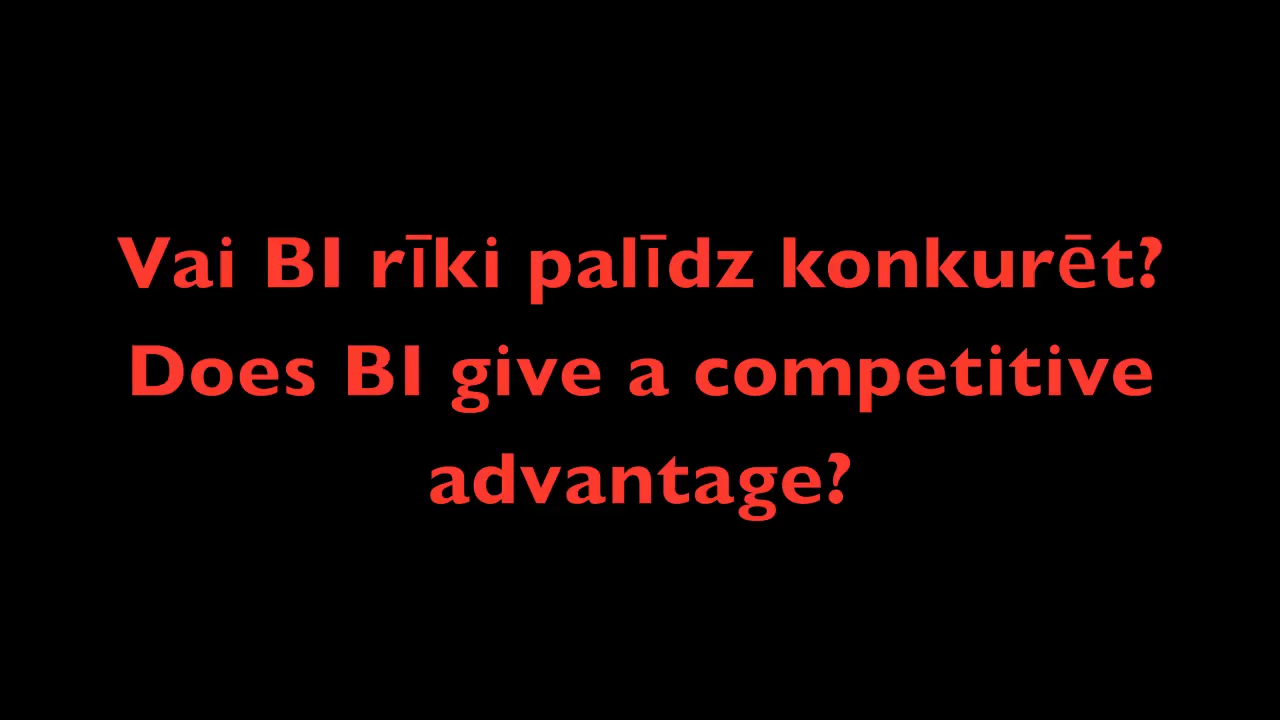 Vai BI rīki palīdz konkurēt?
Does BI give a competitive
advantage?